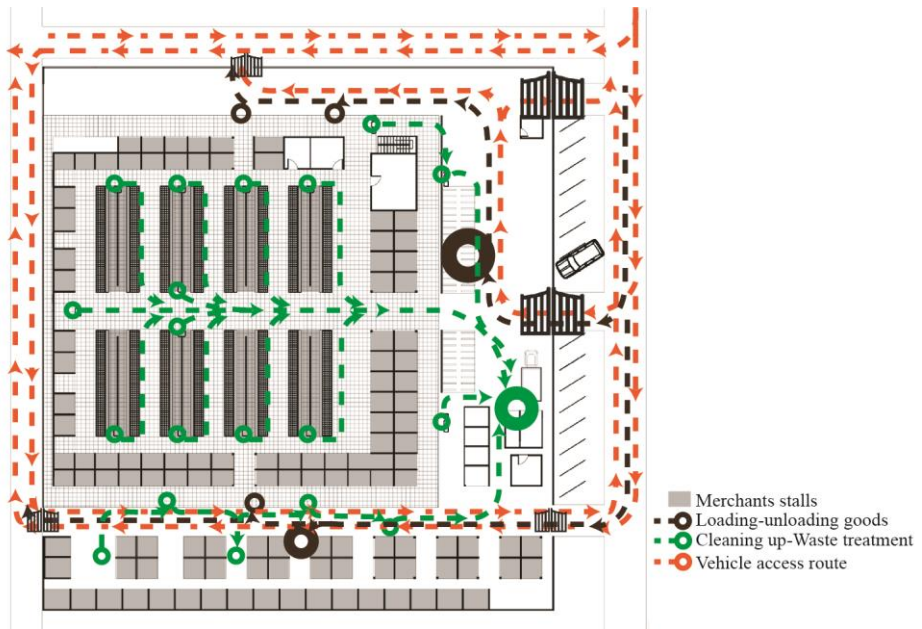 Merchants stalls
Loading-unloading goods
Cleaning up-Waste treatment
Vehicle access route